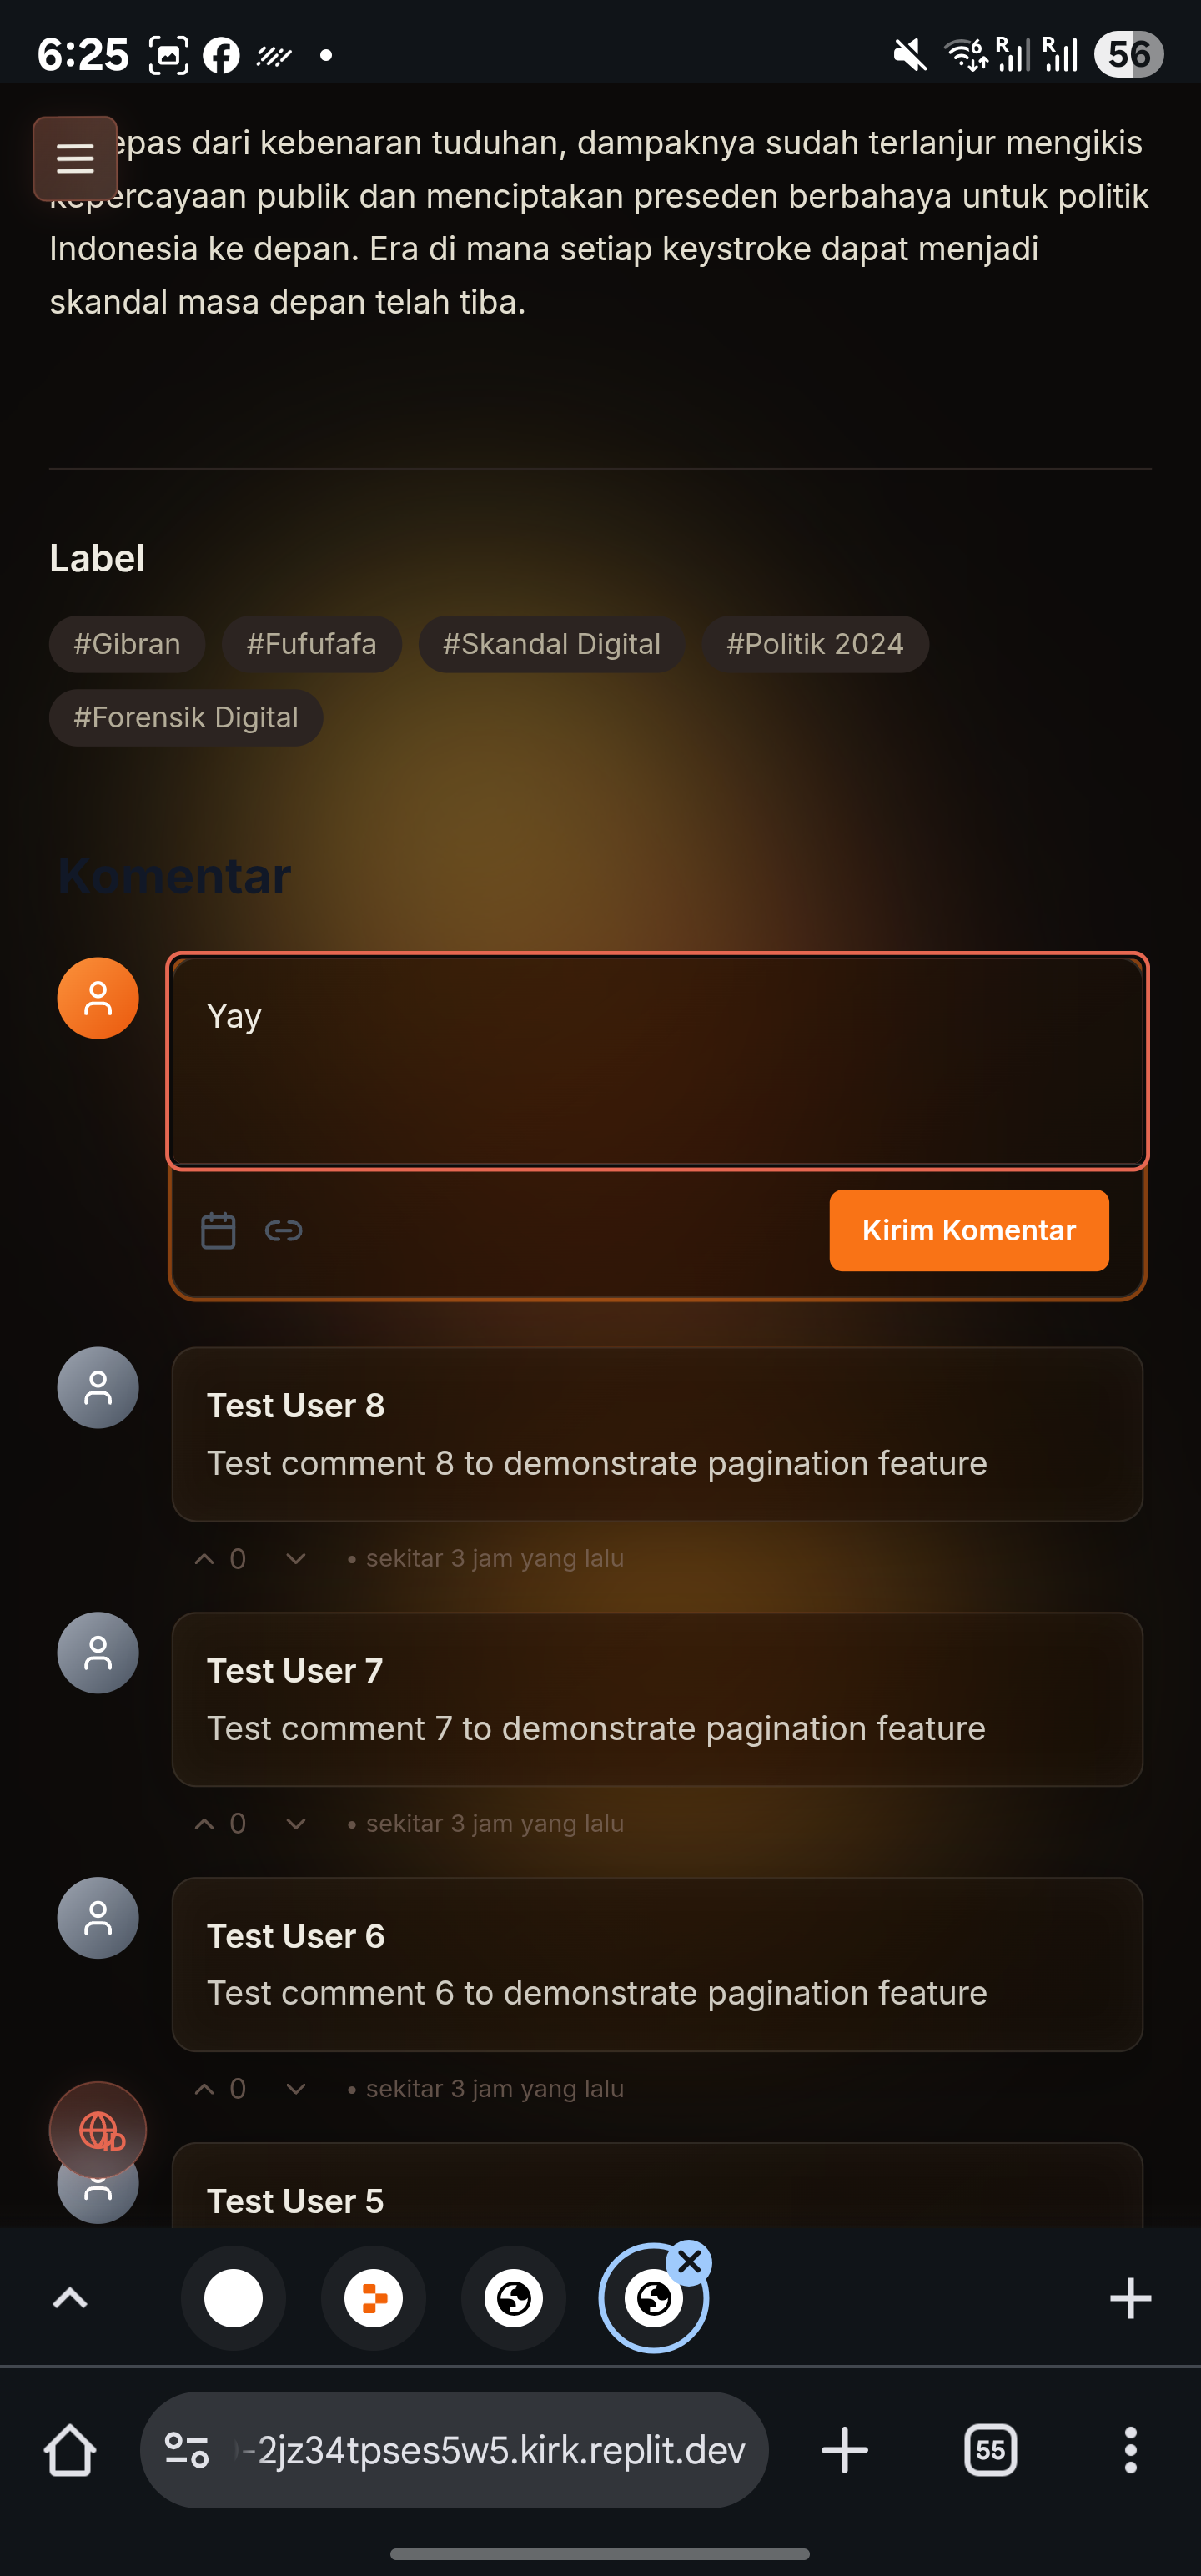 6:25
R
R
56
epas dari kebenaran tuduhan, dampaknya sudah terlanjur mengikis
kepercayaan publik dan menciptakan preseden berbahaya untuk politik
Indonesia ke depan. Era di mana setiap keystroke dapat menjadi
skandal masa depan telah tiba.
Label
#Gibran #Fufufafa #Skandal Digital #Politik 2024
#Forensik Digital
Komentar
Yay
Kirim Komentar
Test User 8
Test comment 8 to demonstrate pagination feature
0 • sekitar 3 jam yang lalu
Test User 7
Test comment 7 to demonstrate pagination feature
0 • sekitar 3 jam yang lalu
Test User 6
Test comment 6 to demonstrate pagination feature
0 • sekitar 3 jam yang lalu
ID
Test User 5
-2jz34tpses5w5.kirk.replit.dev
55